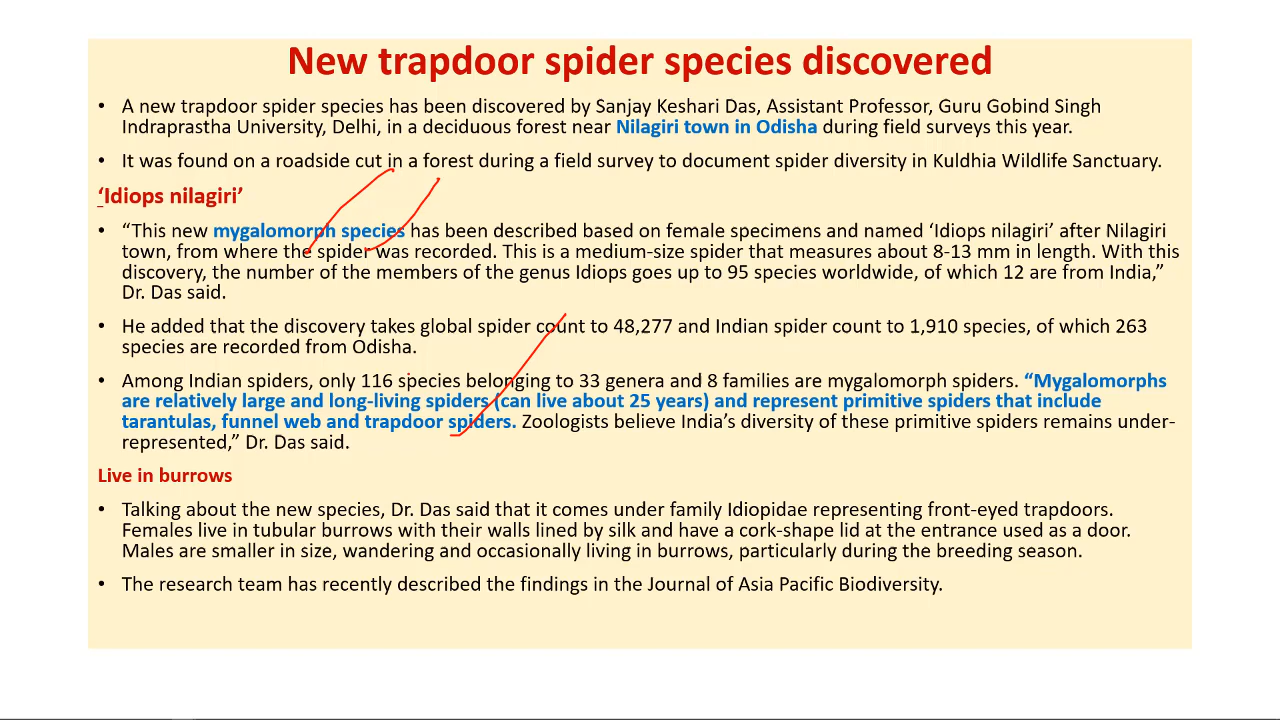 New trapdoor spider species discovered
• A new trapdoor spider species has been discovered by Sanjay Keshari Das, Assistant Professor, Guru Gobind Singh
Indraprastha University, Delhi, in a deciduous forest near Nilagiri town in Odisha during field surveys this year.
• It was found on a roadside cut in a forest during a field survey to document spider diversity in Kuldhia Wildlife Sanctuary.
‘Idiops nilagiri’
• “This new mygalomorph species has been described based on female specimens and named ‘Idiops nilagiri’ after Nilagiri
town, from where the spider was recorded. This is a medium-size spider that measures about 8-13 mm in length. With this
discovery, the number of the members of the genus Idiops goes up to 95 species worldwide, of which 12 are from India,”
Dr. Das said.
• He added that the discovery takes global spider count to 48,277 and Indian spider count to 1,910 species, of which 263
species are recorded from Odisha.
• Among Indian spiders, only 116 species belonging to 33 genera and 8 families are mygalomorph spiders. “Mygalomorphs
are relatively large and long-living spiders (can live about 25 years) and represent primitive spiders that include
tarantulas, funnel web and trapdoor spiders. Zoologists believe India’s diversity of these primitive spiders remains under-
represented,” Dr. Das said.
Live in burrows
• Talking about the new species, Dr. Das said that it comes under family Idiopidae representing front-eyed trapdoors.
Females live in tubular burrows with their walls lined by silk and have a cork-shape lid at the entrance used as a door.
Males are smaller in size, wandering and occasionally living in burrows, particularly during the breeding season.
• The research team has recently described the findings in the Journal of Asia Pacific Biodiversity.